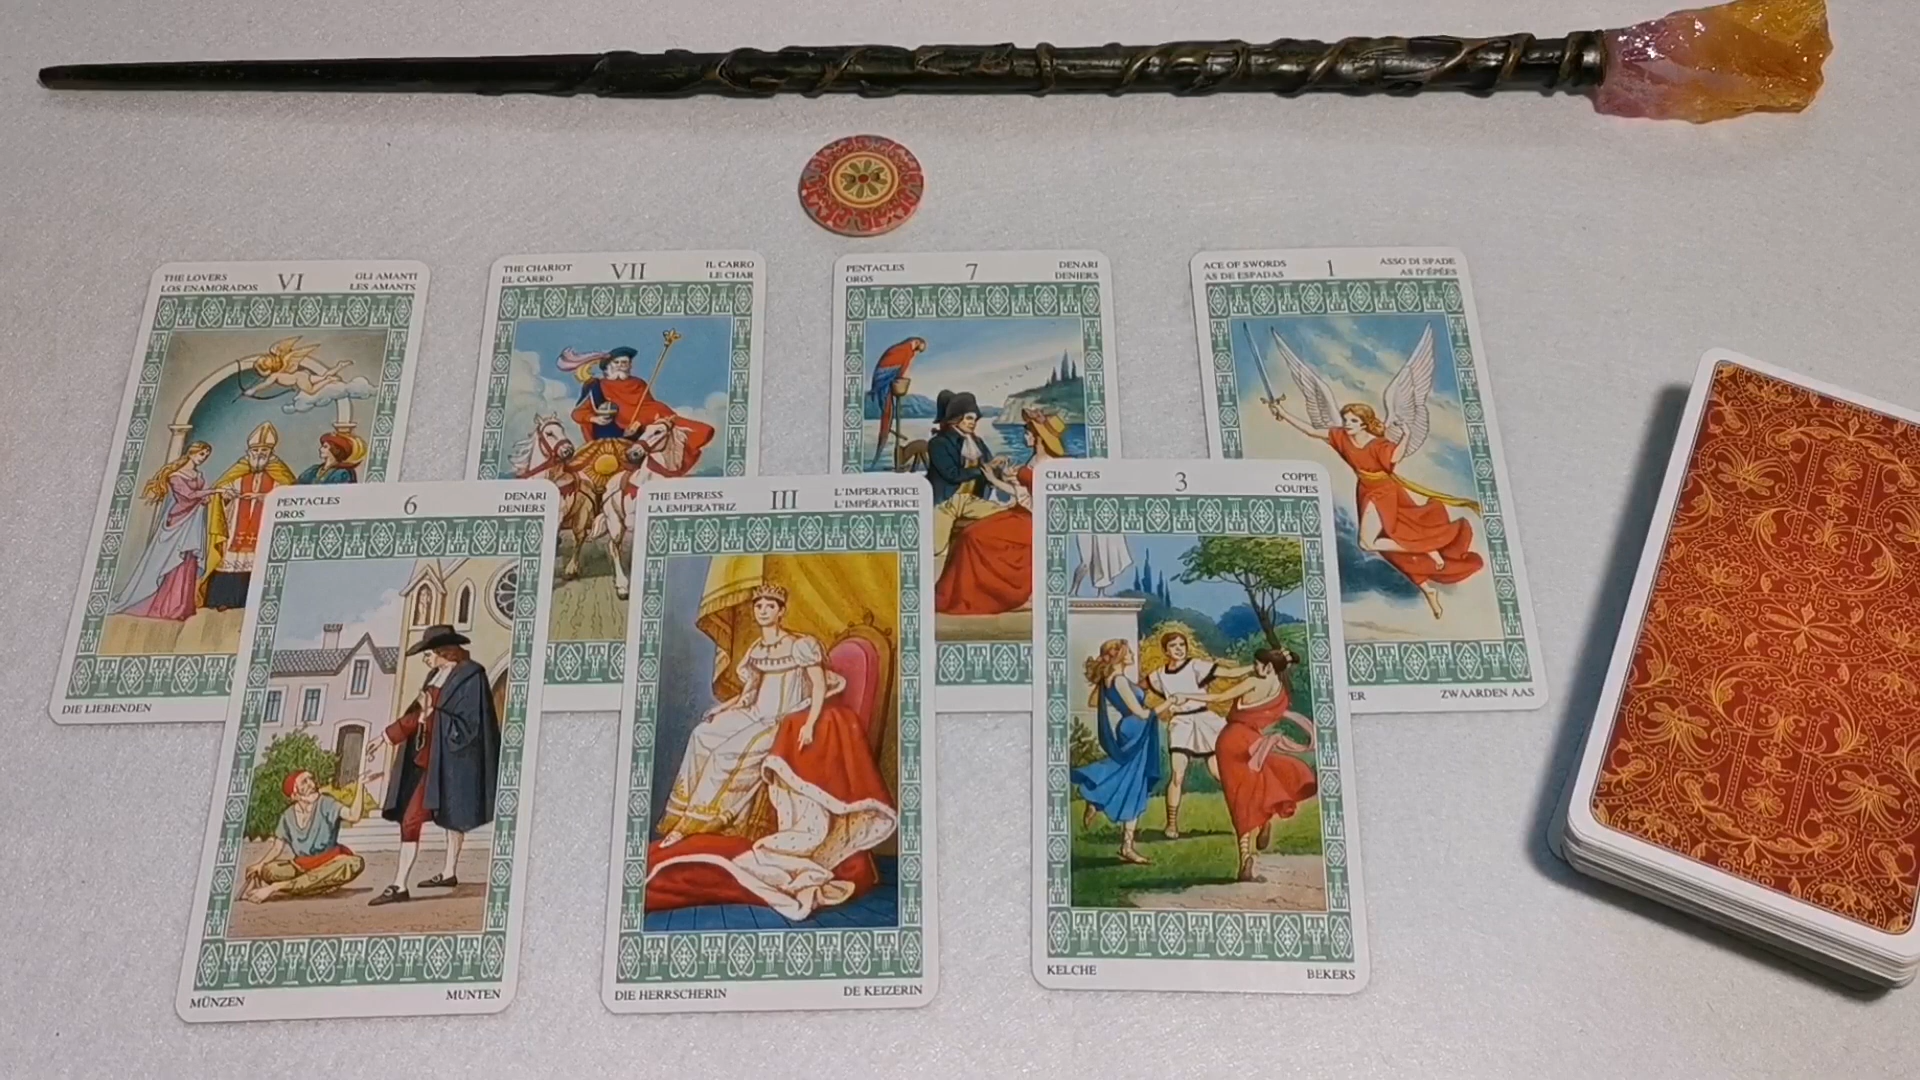 THE LOVERS VI GLI AMANTI
LOS ENAMORADOS LES AMANTS
DIE LIEBENDEN
THE CHARIOT VII IL CARRO
EL CARRO LE CHAR
PENTACLES 7 DENARI
OROS DENIERS
ACE OF SWORDS 1 ASSO DI SPADE
AS DE ESPADAS AS D'ÉPÉES
TER ZWAARDEN AAS
PENTACLES 6 DENARI
OROS DENIERS
MÜNZEN MUNTEN
THE EMPRESS III L'IMPERATRICE
LA EMPERATRIZ L'IMPÉRATRICE
DIE HERRSCHERIN DE KEIZERIN
CHALICES 3 COPPE
COPAS COUPES
KELCHE BEKERS